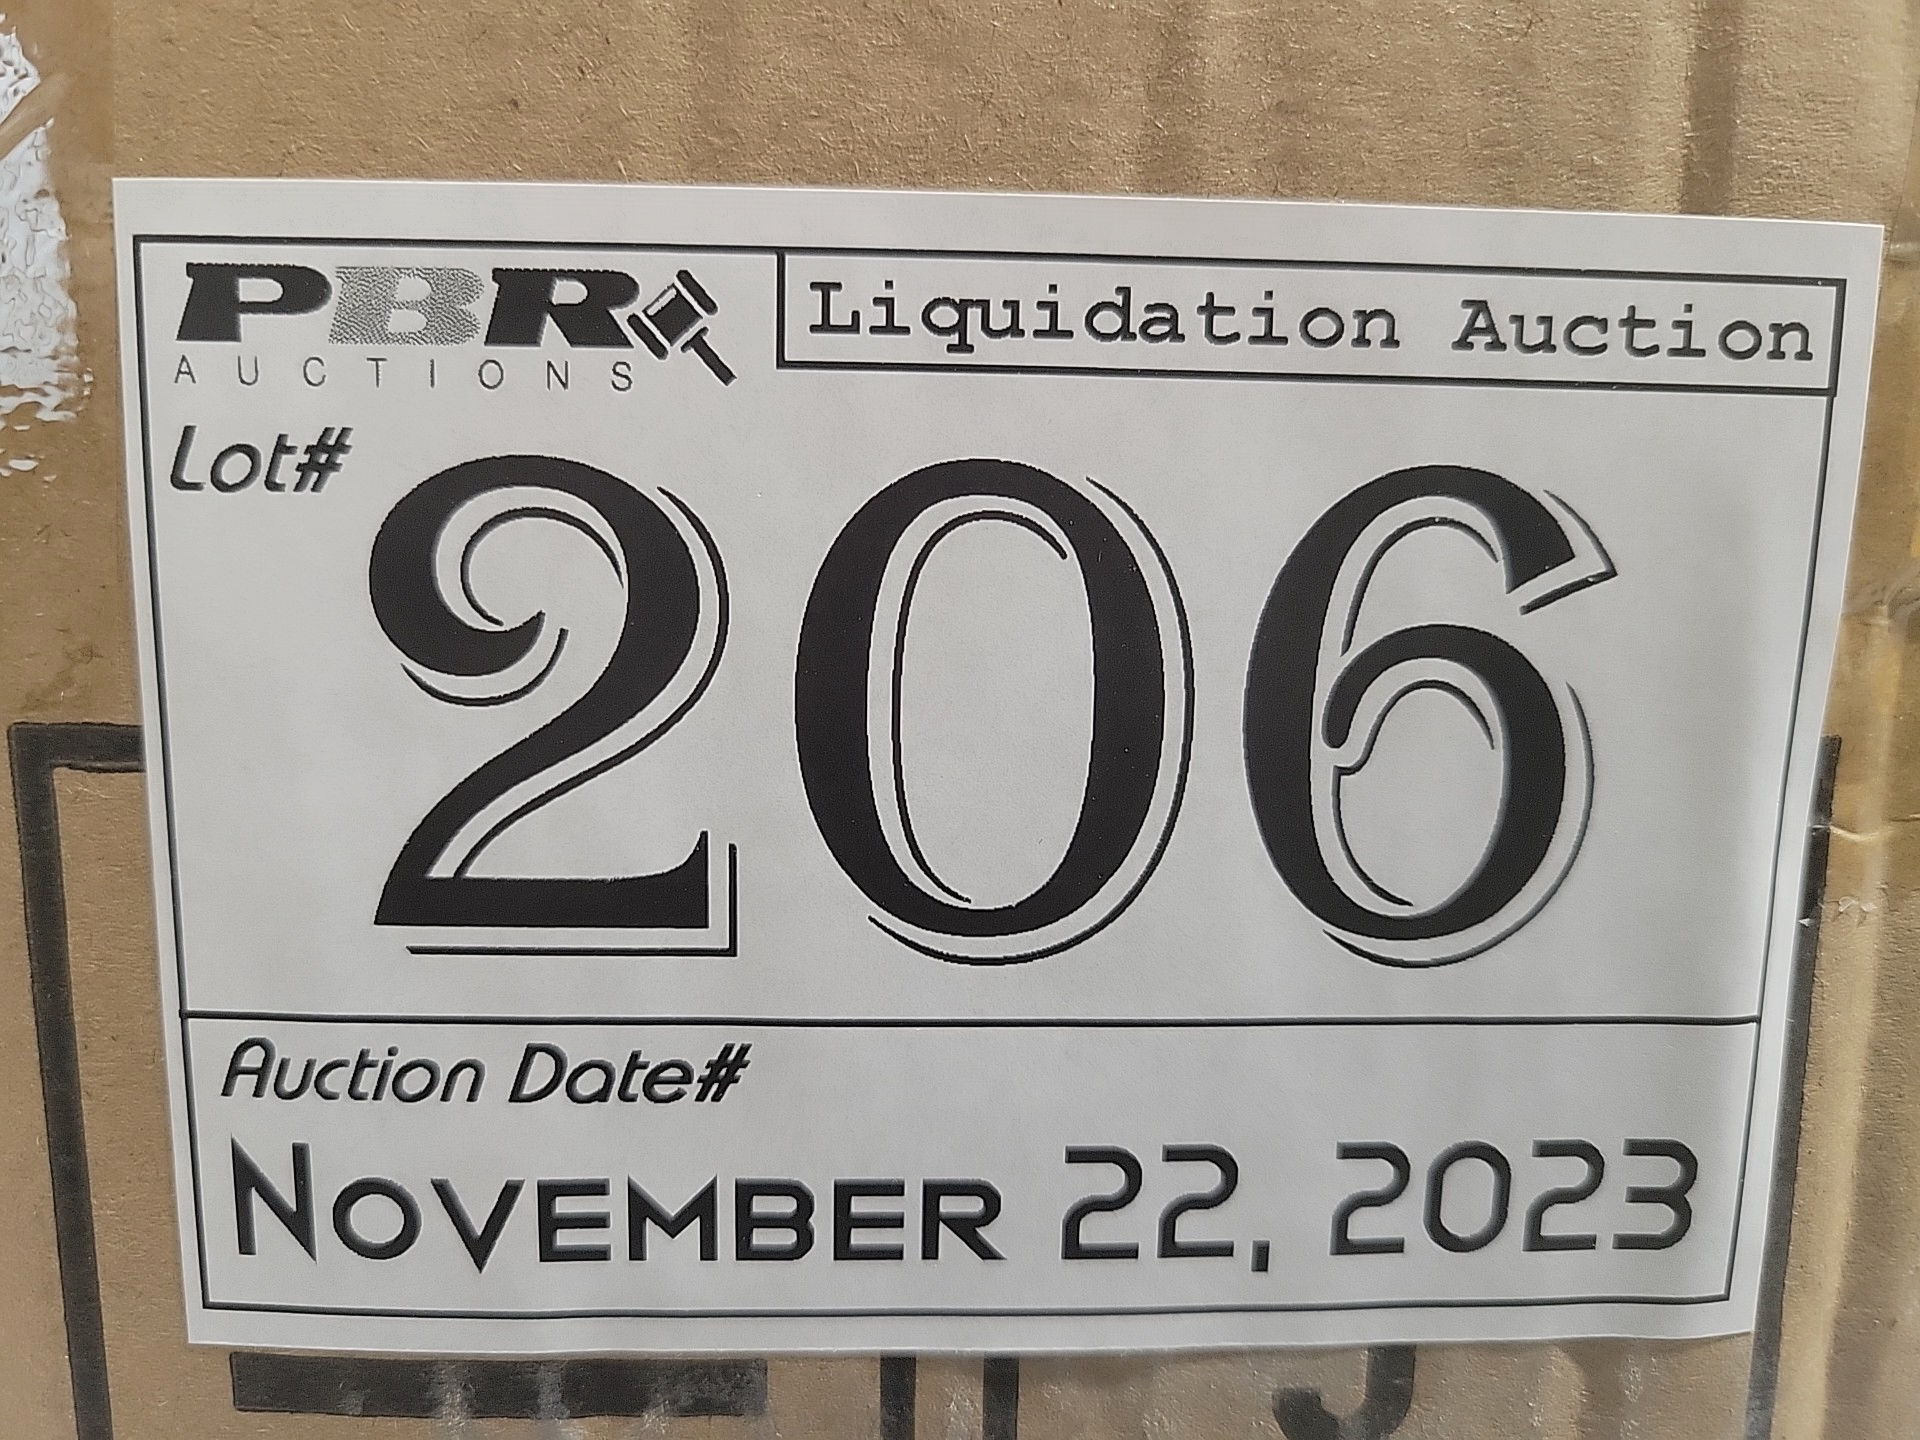 PBR
AUCTIONS
Liquidation Auction
Lot#
206
Auction Date#
NOVEMBER 22, 2023